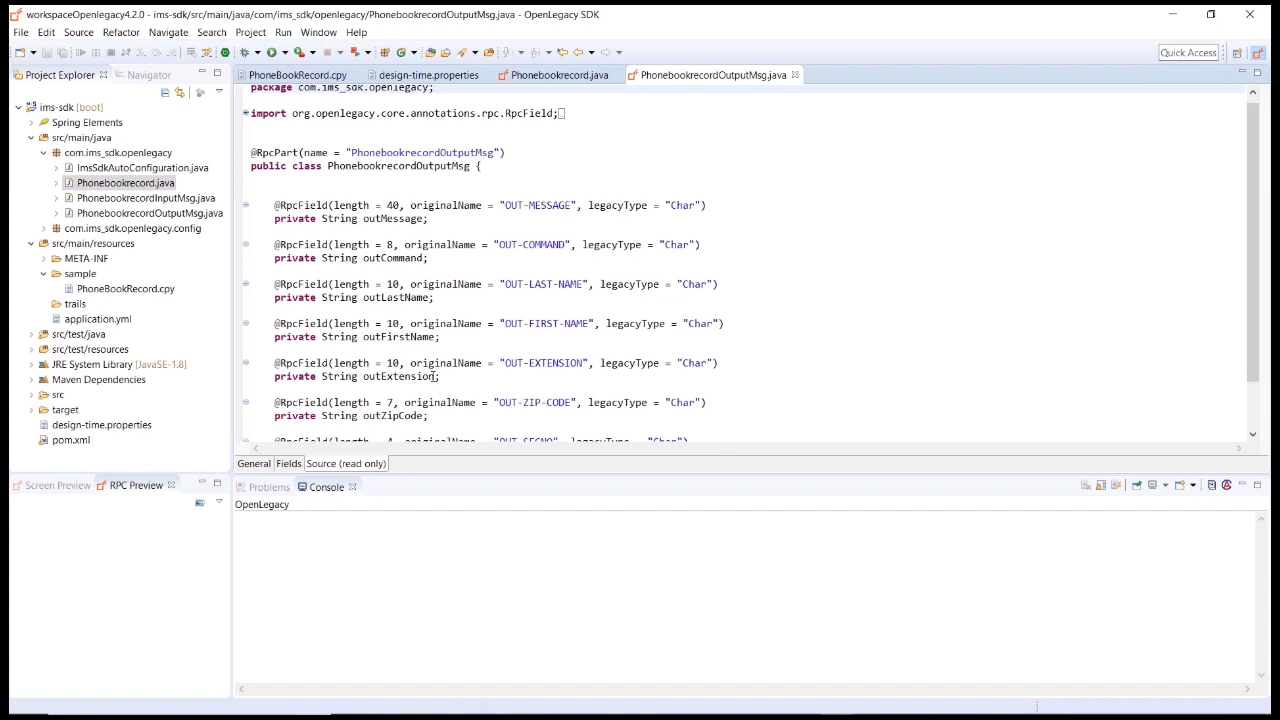 workspaceOpenlegacy4.2.0 - ims-sdk/src/main/java/com/ims_sdk/openlegacy/PhonebookrecordOutputMsg.java - OpenLegacy SDK
File Edit Source Refactor Navigate Search Project Run Window Help
Quick Access
Project Explorer Navigator
ims-sdk [boot]
Spring Elements
src/main/java
com.ims_sdk.openlegacy
ImsSdkAutoConfiguration.java
Phonebookrecord.java
PhonebookrecordInputMsg.java
PhonebookrecordOutputMsg.java
com.ims_sdk.openlegacy.config
src/main/resources
META-INF
sample
PhoneBookRecord.cpy
trails
application.yml
src/test/java
src/test/resources
JRE System Library [JavaSE-1.8]
Maven Dependencies
src
target
design-time.properties
pom.xml
PhoneBookRecord.cpy design-time.properties Phonebookrecord.java PhonebookrecordOutputMsg.java
package com.ims_sdk.openlegacy;
import org.openlegacy.core.annotations.rpc.RpcField;
@RpcPart(name = "PhonebookrecordOutputMsg")
public class PhonebookrecordOutputMsg {
@RpcField(length = 40, originalName = "OUT-MESSAGE", legacyType = "Char")
private String outMessage;
@RpcField(length = 8, originalName = "OUT-COMMAND", legacyType = "Char")
private String outCommand;
@RpcField(length = 10, originalName = "OUT-LAST-NAME", legacyType = "Char")
private String outLastName;
@RpcField(length = 10, originalName = "OUT-FIRST-NAME", legacyType = "Char")
private String outFirstName;
@RpcField(length = 10, originalName = "OUT-EXTENSION", legacyType = "Char")
private String outExtension;
@RpcField(length = 7, originalName = "OUT-ZIP-CODE", legacyType = "Char")
private String outZipCode;
@RpcField(length = 4, originalName = "OUT-SEGNO", legacyType = "Char")
General Fields Source (read only)
Screen Preview RPC Preview
Problems Console
OpenLegacy